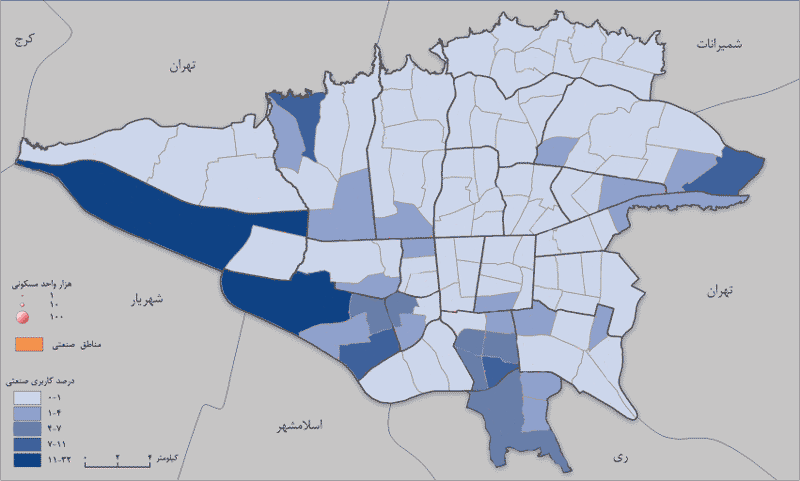 کرج
تهران
شمیرانات
تهران
شهریار
هزار واحد مسکونی
۱
۱۰
۱۰۰
مناطق صنعتی
درصد کاربری صنعتی
۰-۱
۱-۴
۴-۷
۷-۱۱
۱۱-۳۲
۰ ۲ ۴ کیلومتر
اسلامشهر
ری